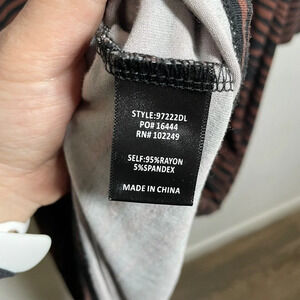 STYLE:97222DL
PO# 16444
RN# 102249
SELF:95%RAYON
5%SPANDEX
MADE IN CHINA